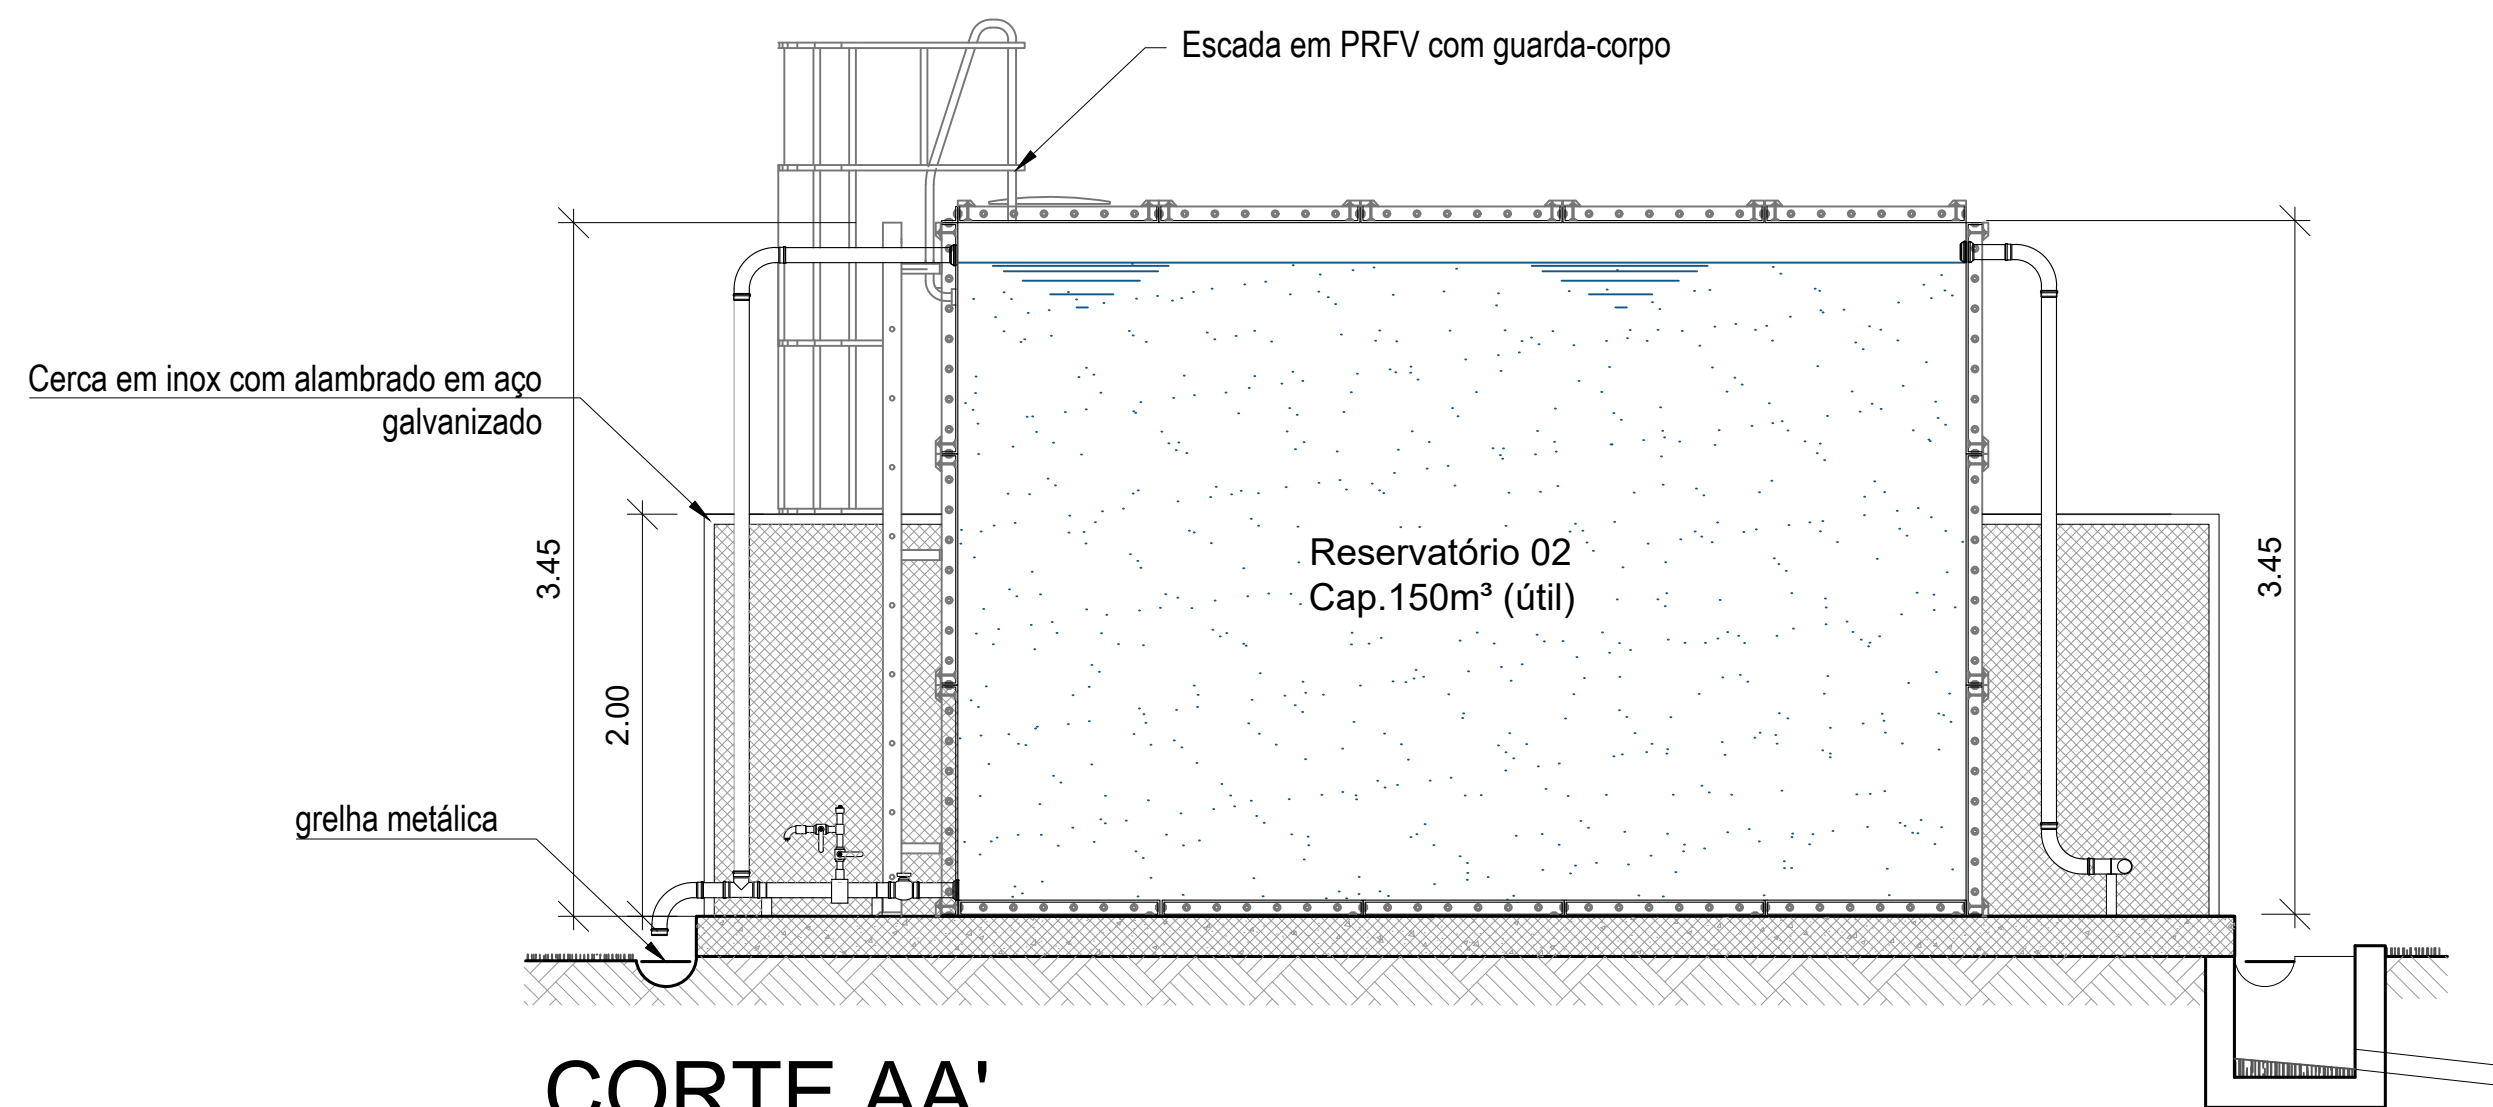 Escada em PRFV com guarda-corpo
Cerca em inox com alambrado em aço
galvanizado
3.45
2.00
grelha metálica
Reservatório 02
Cap.150m³ (útil)
3.45
CORTE AA'